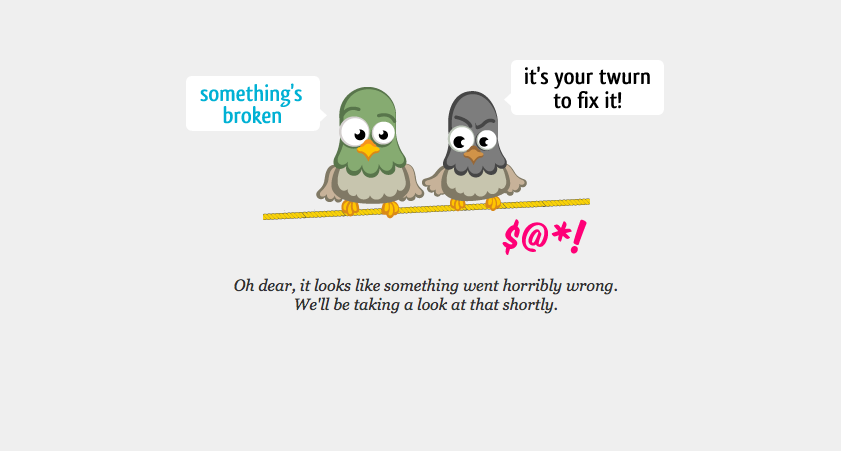 something's
broken
it's your twurn
to fix it!
$@*!
Oh dear, it looks like something went horribly wrong.
We'll be taking a look at that shortly.